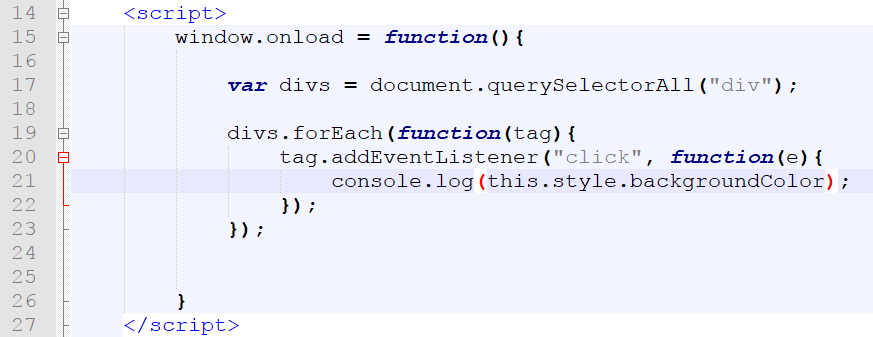 14 <script>
15 window.onload = function(){
16
17 var divs = document.querySelectorAll("div");
18
19 divs.forEach(function(tag){
20 tag.addEventListener("click", function(e){
21 console.log(this.style.backgroundColor);
22 });
23 });
24
25
26 }
27 </script>